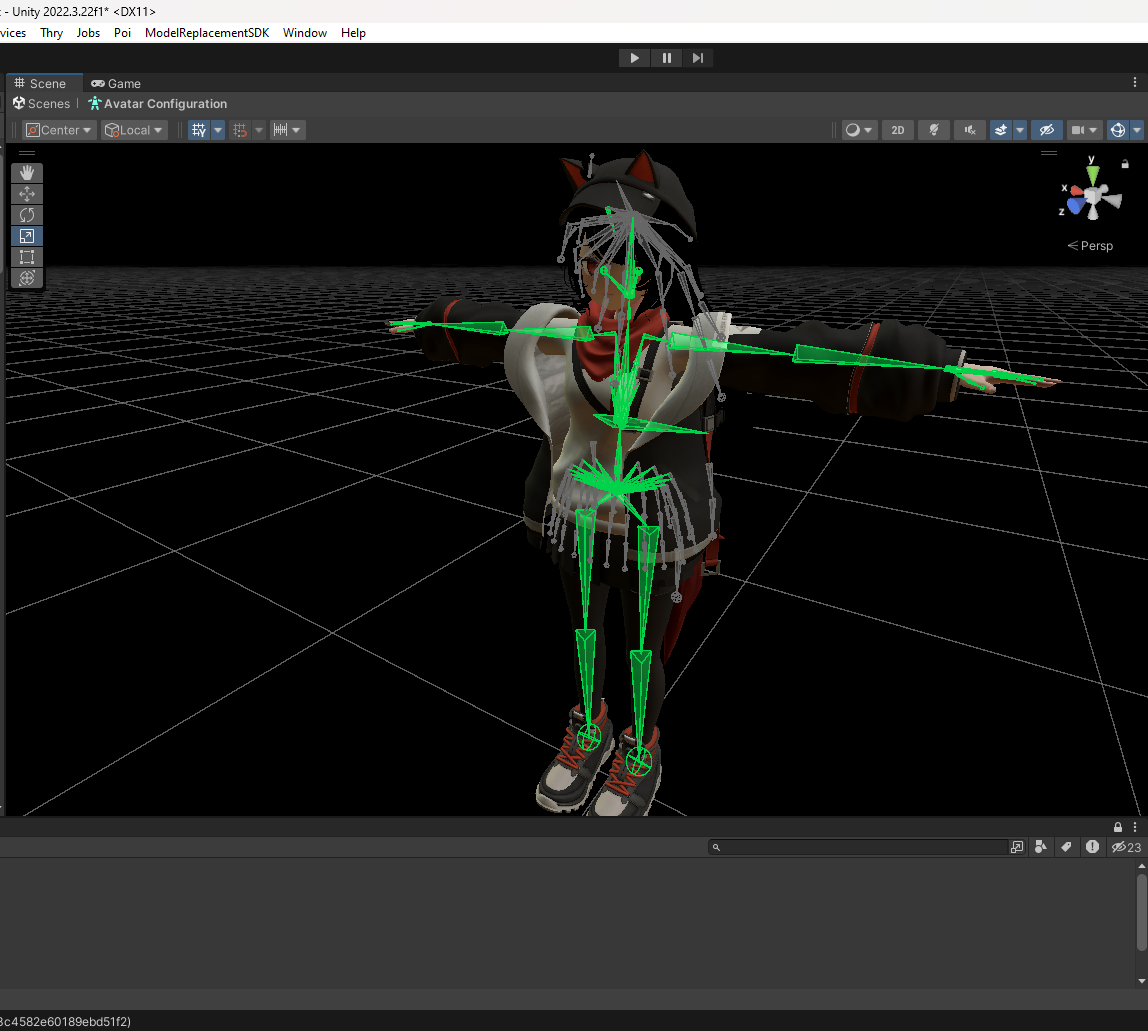 : - Unity 2022.3.22f1* <DX11>
vices Thry Jobs Poi ModelReplacementSDK Window Help
Scene Game
Scenes Avatar Configuration
Center Local 2D
y
x
z
< Persp
23
3c4582e60189ebd51f2)